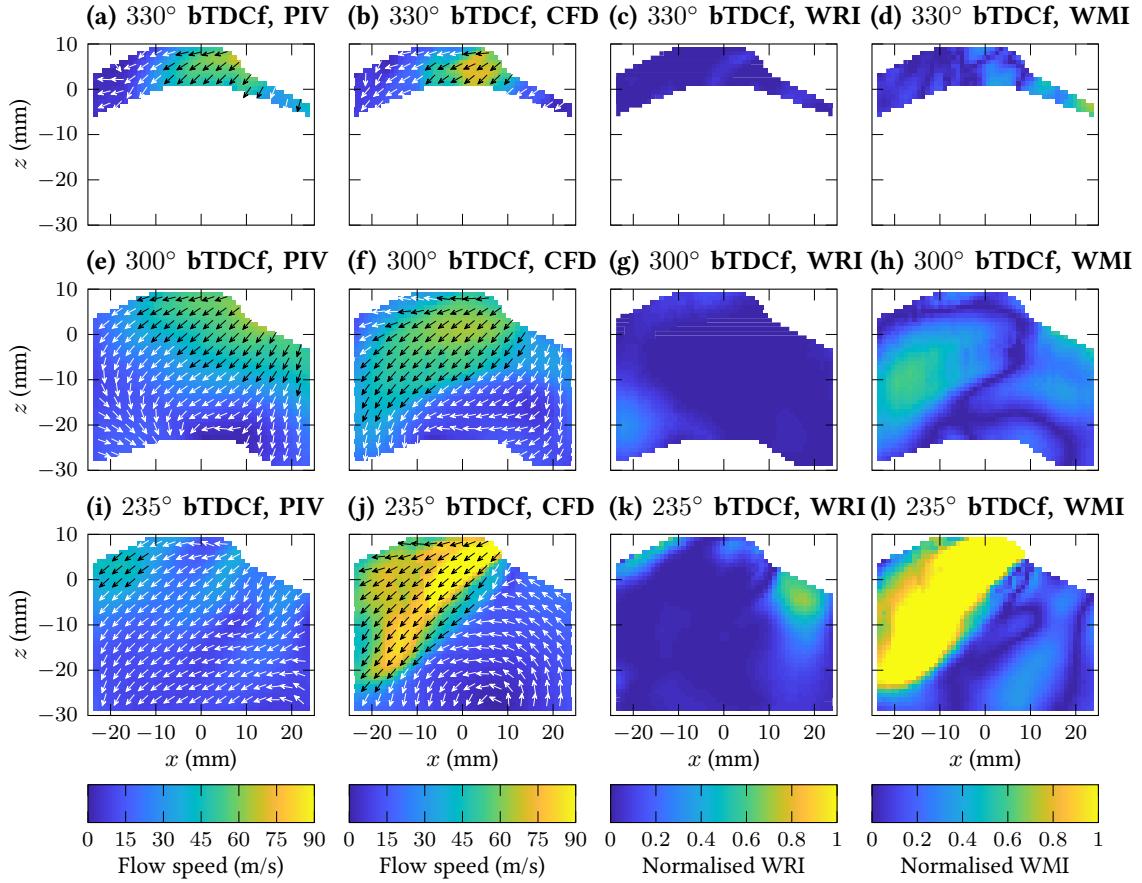 (a) 330° bTDCf, PIV (b) 330° bTDCf, CFD (c) 330° bTDCf, WRI (d) 330° bTDCf, WMI
10
0
−10
−20
−30
z (mm)
(e) 300° bTDCf, PIV (f) 300° bTDCf, CFD (g) 300° bTDCf, WRI (h) 300° bTDCf, WMI
10
0
−10
−20
−30
z (mm)
(i) 235° bTDCf, PIV (j) 235° bTDCf, CFD (k) 235° bTDCf, WRI (l) 235° bTDCf, WMI
10
0
−10
−20
−30
z (mm)
−20 −10 0 10 20 −20 −10 0 10 20 −20 −10 0 10 20 −20 −10 0 10 20
x (mm) x (mm) x (mm) x (mm)
0 15 30 45 60 75 90 0 15 30 45 60 75 90 0 0.2 0.4 0.6 0.8 1 0 0.2 0.4 0.6 0.8 1
Flow speed (m/s) Flow speed (m/s) Normalised WRI Normalised WMI